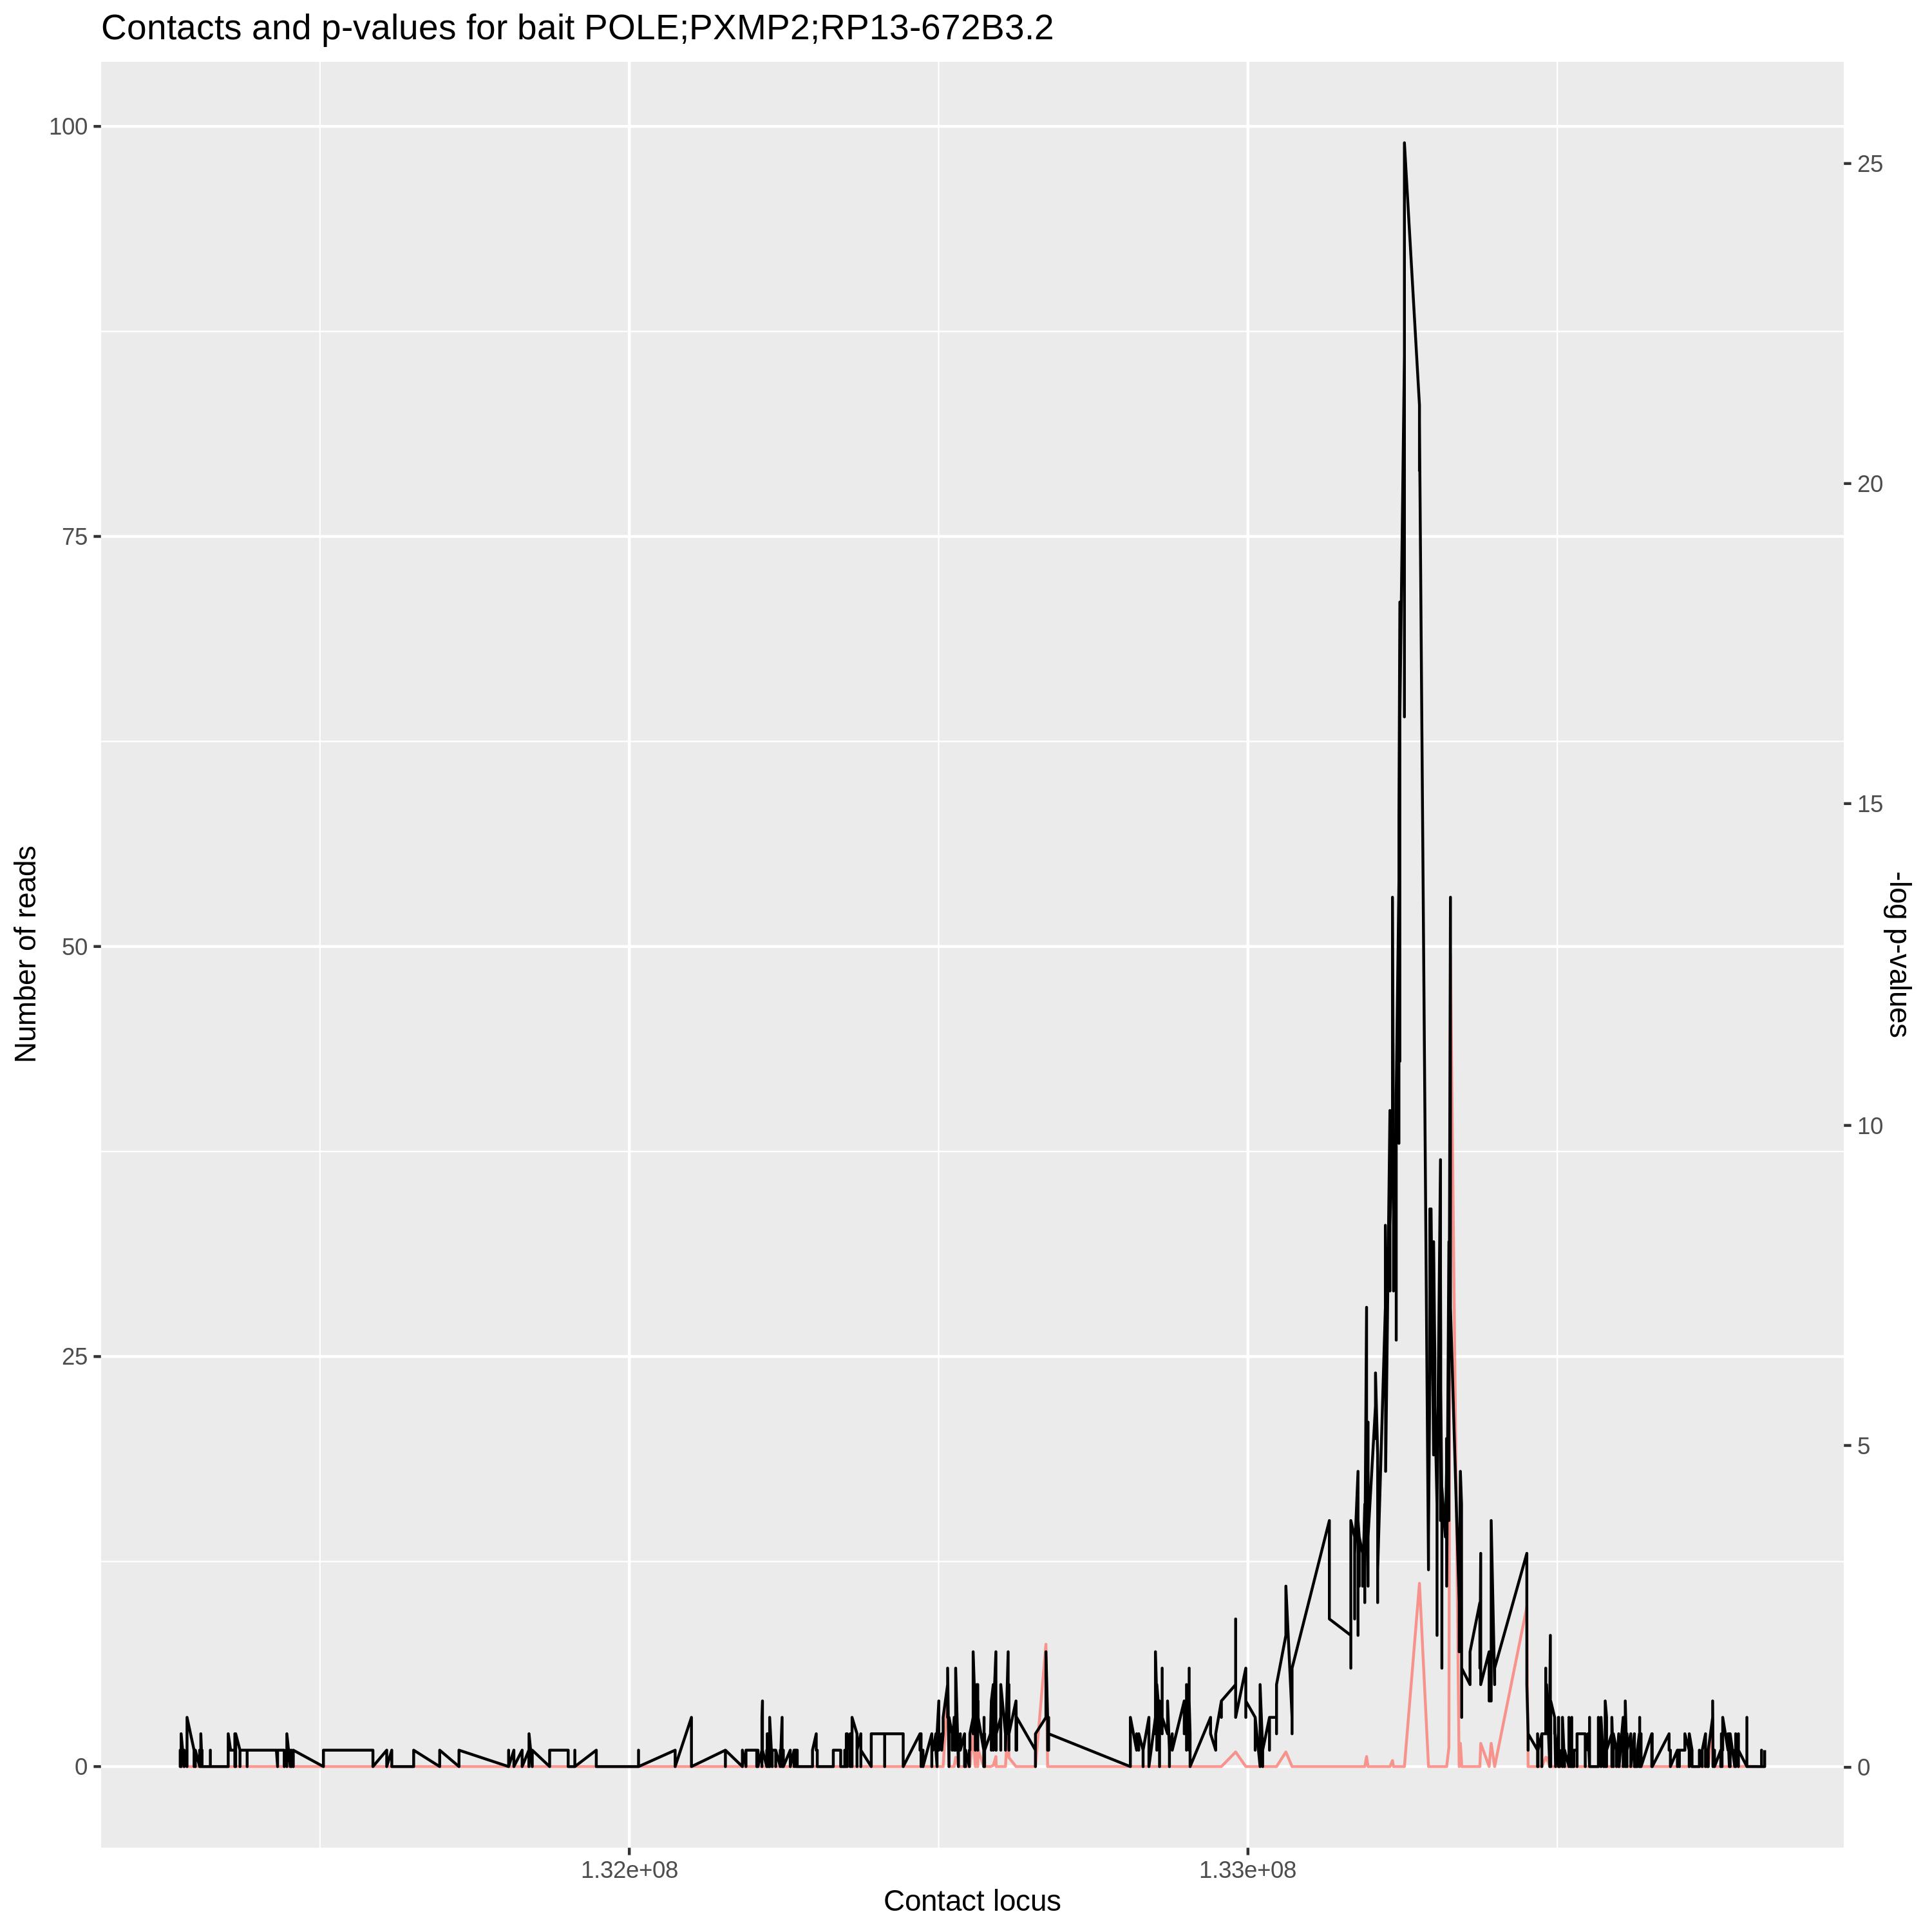 Contacts and p-values for bait POLE;PXMP2;RP13-672B3.2
100
75
50
25
0
Number of reads
25
20
15
10
5
0
-log p-values
1.32e+08
1.33e+08
Contact locus